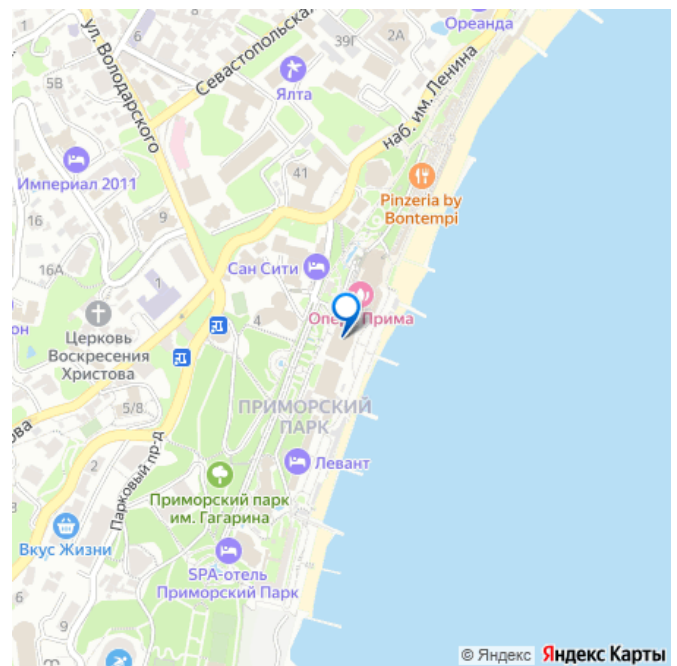 Ореанда
ул. Володарского
Севастопольская
39Г
2А
5В
Ялта
наб. им. Ленина
41
Империал 2011
Pinzeria by
Bontempi
9
16
16А
1
Сан Сити
4
Опера Прима
он
Церковь
Воскресения
Христова
5/8
ова
ПРИМОРСКИЙ
ПАРК
2
Левант
Парковый пр-д
Приморский парк
им. Гагарина
Вкус Жизни
SPA-отель
Приморский Парк
6
9
© Яндекс Яндекс Карты